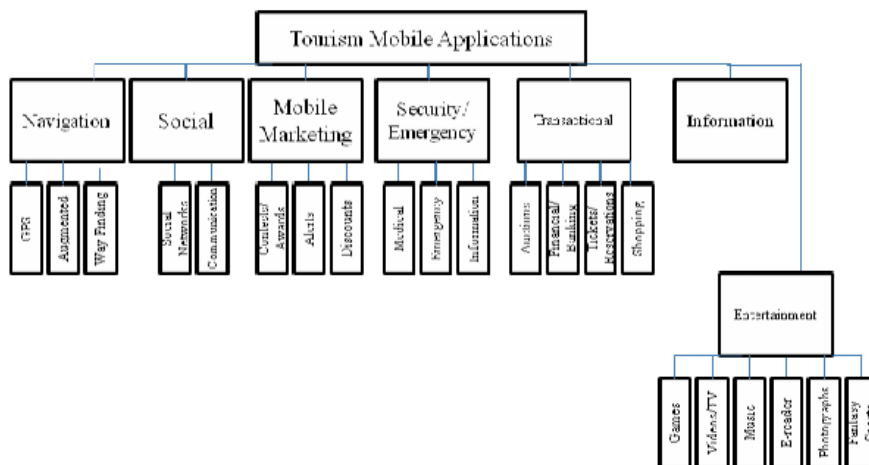 Tourism Mobile Applications
Navigation
Social
Mobile
Marketing
Security/
Emergency
Transactional
Information
GPS
Augmented
Way Finding
Social
Networks
Communication
Contests/
Awards
Alerts
Discounts
Medical
Emergency
Information
Auctions
Financial/
Banking
Tickets/
Reservations
Shopping
Entertainment
Games
Videos/TV
Music
E-reader
Photographs
Fantasy